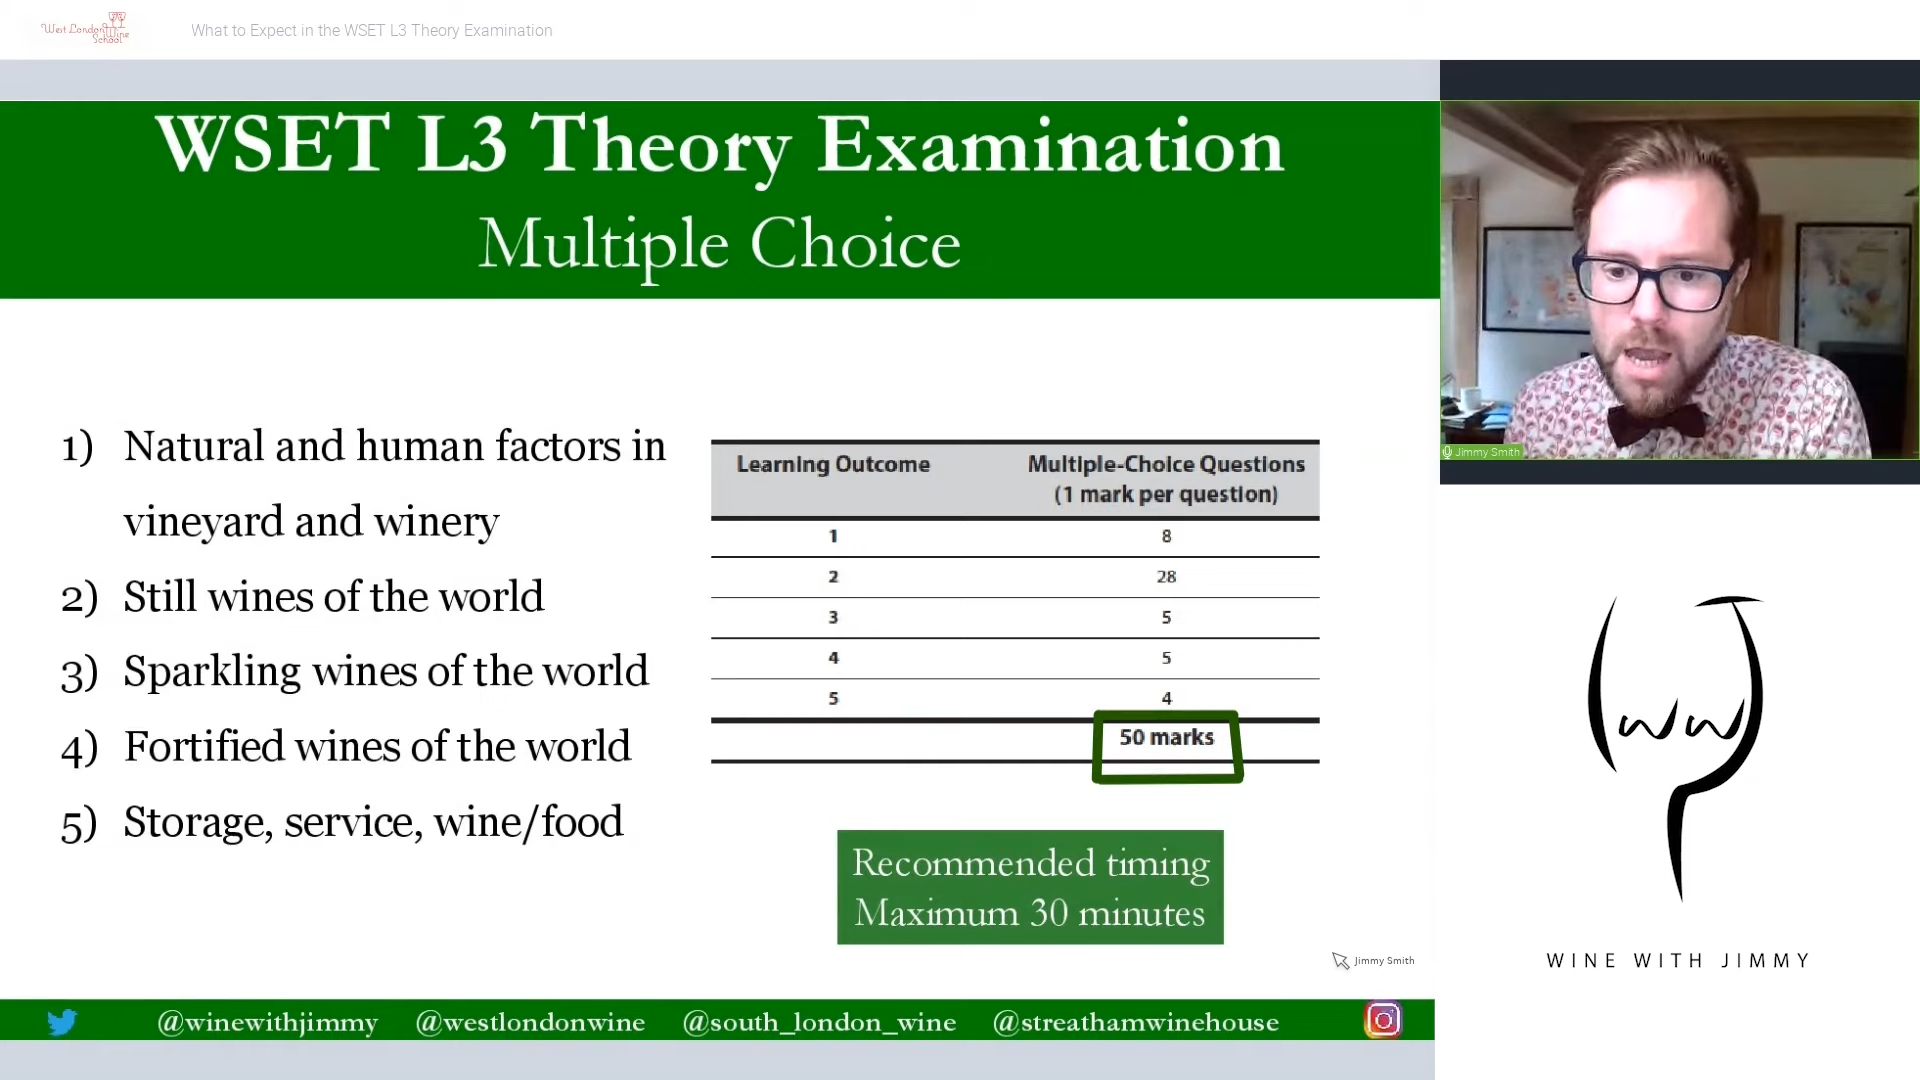 West London Wine School
What to Expect in the WSET L3 Theory Examination
WSET L3 Theory Examination
Multiple Choice
1) Natural and human factors in
vineyard and winery
2) Still wines of the world
3) Sparkling wines of the world
4) Fortified wines of the world
5) Storage, service, wine/food
Learning Outcome Multiple-Choice Questions
(1 mark per question)
1 8
2 28
3 5
4 5
5 4
50 marks
Recommended timing
Maximum 30 minutes
Jimmy Smith
@winewithjimmy @westlondonwine @south_london_wine @streathamwinehouse
Jimmy Smith
WINE WITH JIMMY